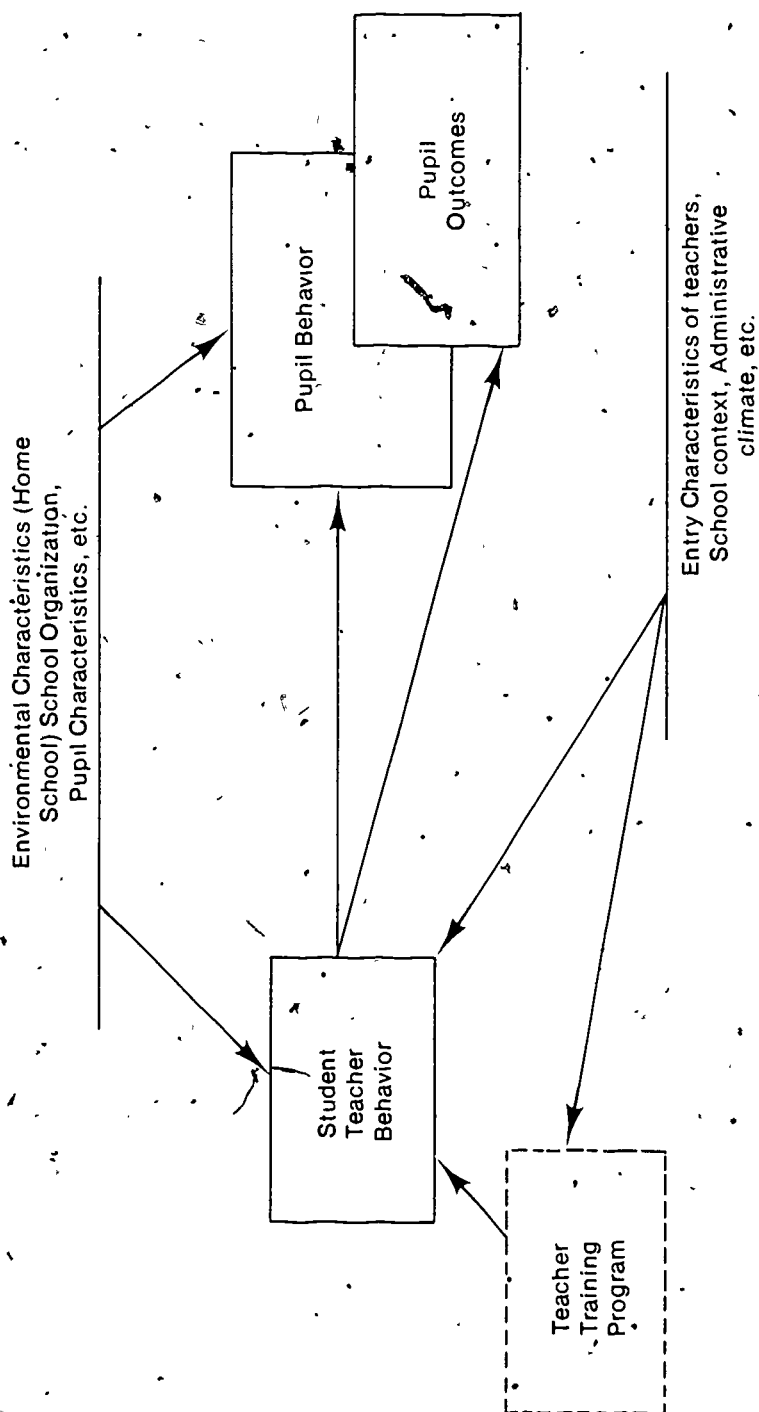 Environmental Characteristics (Home
School) School Organization,
Pupil Characteristics, etc.
Pupil Behavior
Pupil
Outcomes
Student
Teacher
Behavior
Teacher
Training
Program
Entry Characteristics of teachers,
School context, Administrative
climate, etc.